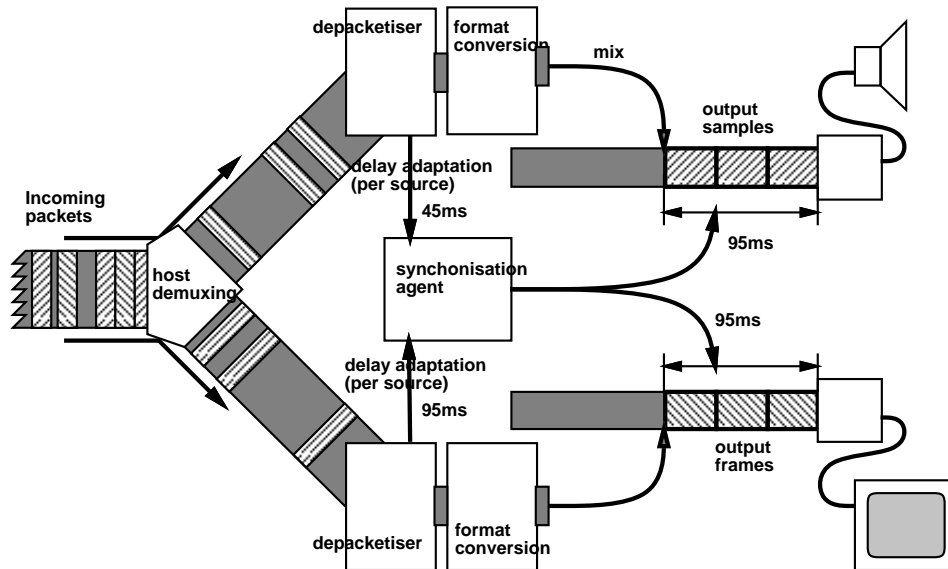 depacketiser
format
conversion
mix
output
samples
delay adaptation
(per source)
45ms
Incoming
packets
95ms
host
demuxing
synchonisation
agent
95ms
delay adaptation
(per source)
95ms
output
frames
depacketiser
format
conversion